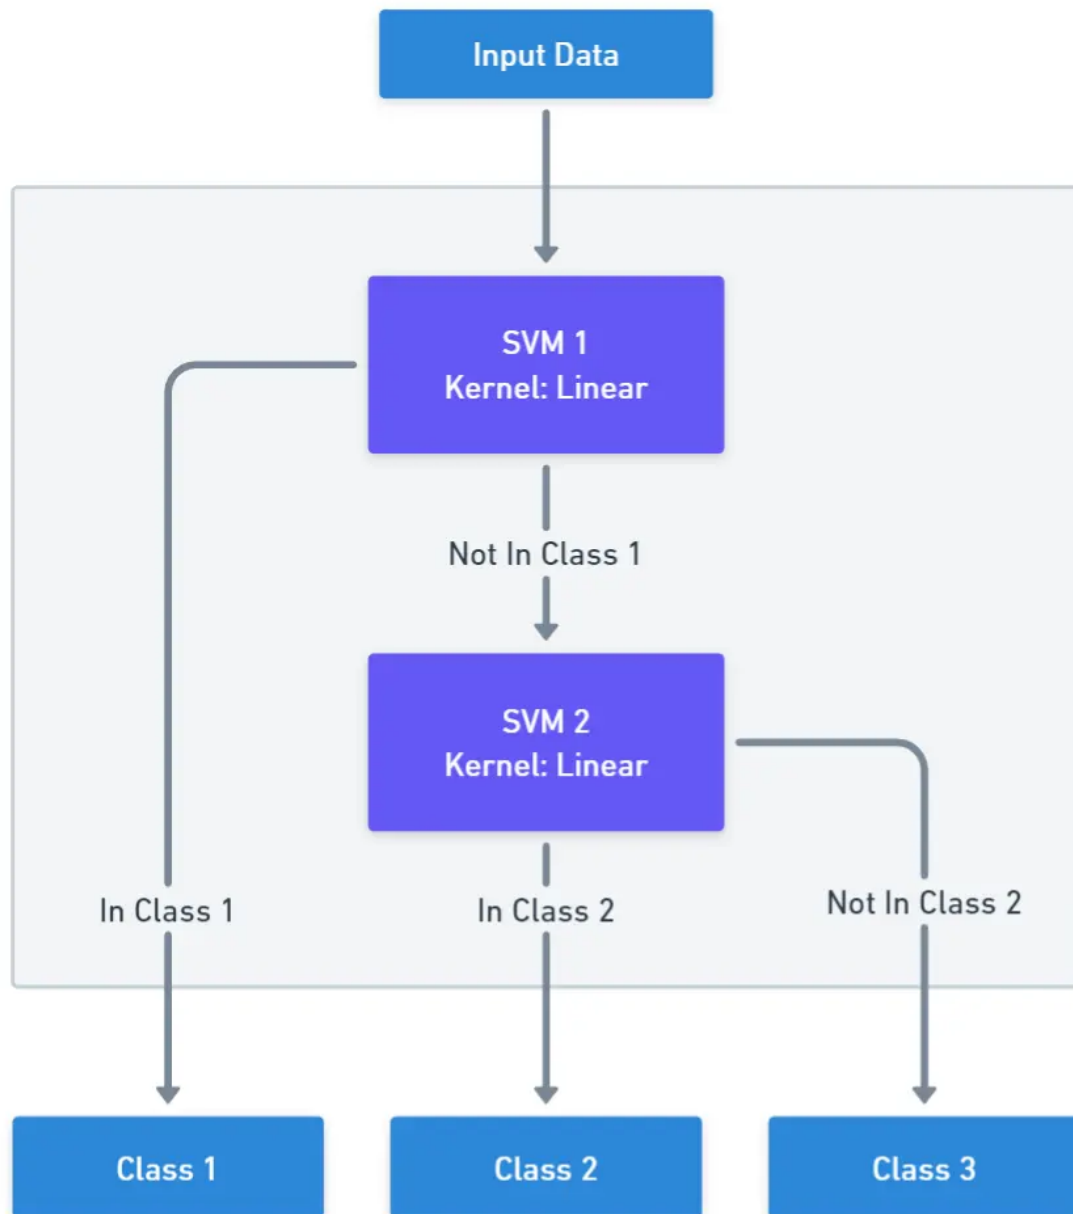 Input Data
SVM 1
Kernel: Linear
Not In Class 1
SVM 2
Kernel: Linear
In Class 1
In Class 2
Not In Class 2
Class 1
Class 2
Class 3